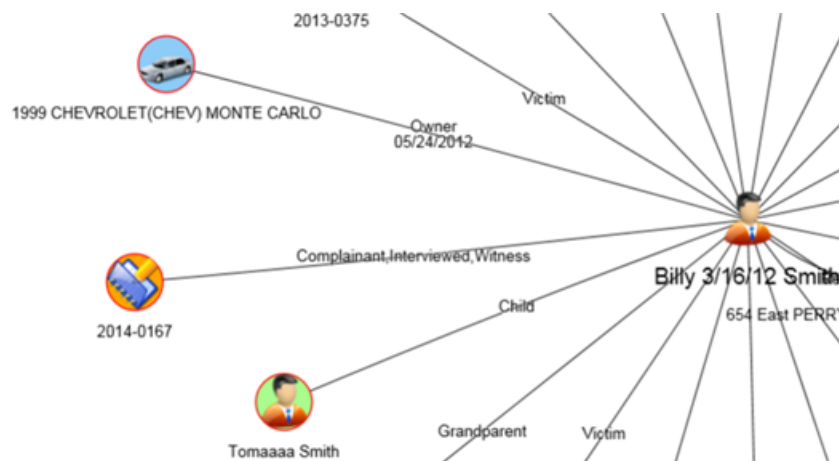 2013-0375
1999 CHEVROLET(CHEV) MONTE CARLO
Victim
Owner
05/24/2012
Complainant,Interviewed,Witness
Billy 3/16/12 Smith
2014-0167
Child
654 East PERRY
Tomaaaa Smith
Grandparent
Victim